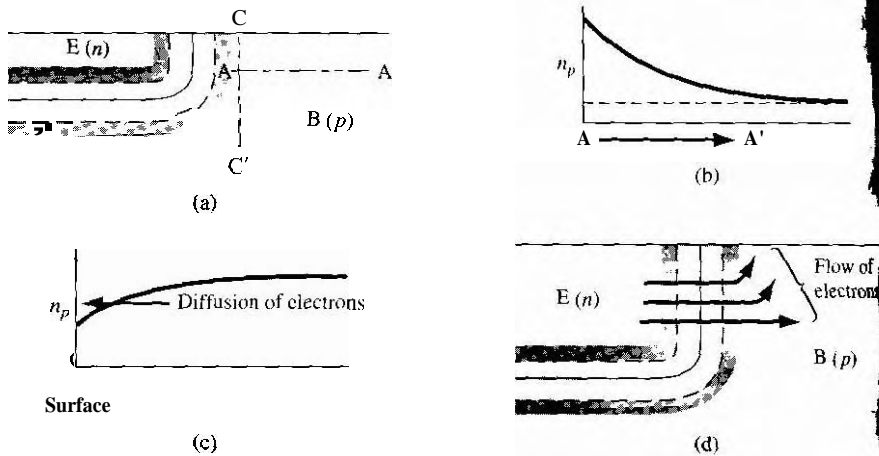 C
E (n)
A
A
B (p)
C'
(a)
n_p
A
A'
(b)
n_p
Diffusion of electrons
Surface
(c)
E (n)
Flow of
electrons
B (p)
(d)